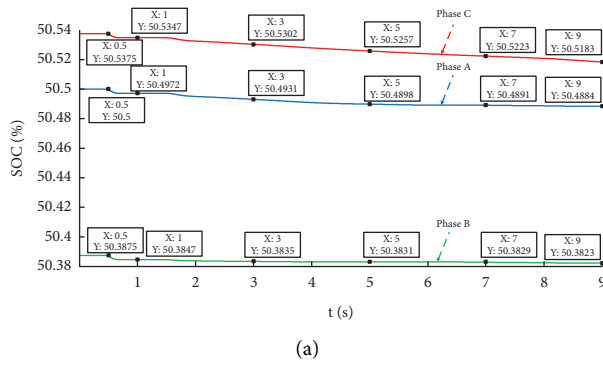 X: 1
Y: 50.5347
X: 3
Y: 50.5302
X: 5
Y: 50.5257
Phase C
X: 7
Y: 50.5223
X: 9
Y: 50.5183
X: 0.5
Y: 50.5375
X: 1
Y: 50.4972
X: 3
Y: 50.4931
X: 5
Y: 50.4898
Phase A
X: 7
Y: 50.4891
X: 9
Y: 50.4884
X: 0.5
Y: 50.5
X: 0.5
Y: 50.3875
X: 1
Y: 50.3847
X: 3
Y: 50.3835
X: 5
Y: 50.3831
Phase B
X: 7
Y: 50.3829
X: 9
Y: 50.3823
SOC (%)
50.54
50.52
50.5
50.48
50.46
50.44
50.42
50.4
50.38
0 1 2 3 4 5 6 7 8 9
t (s)
(a)